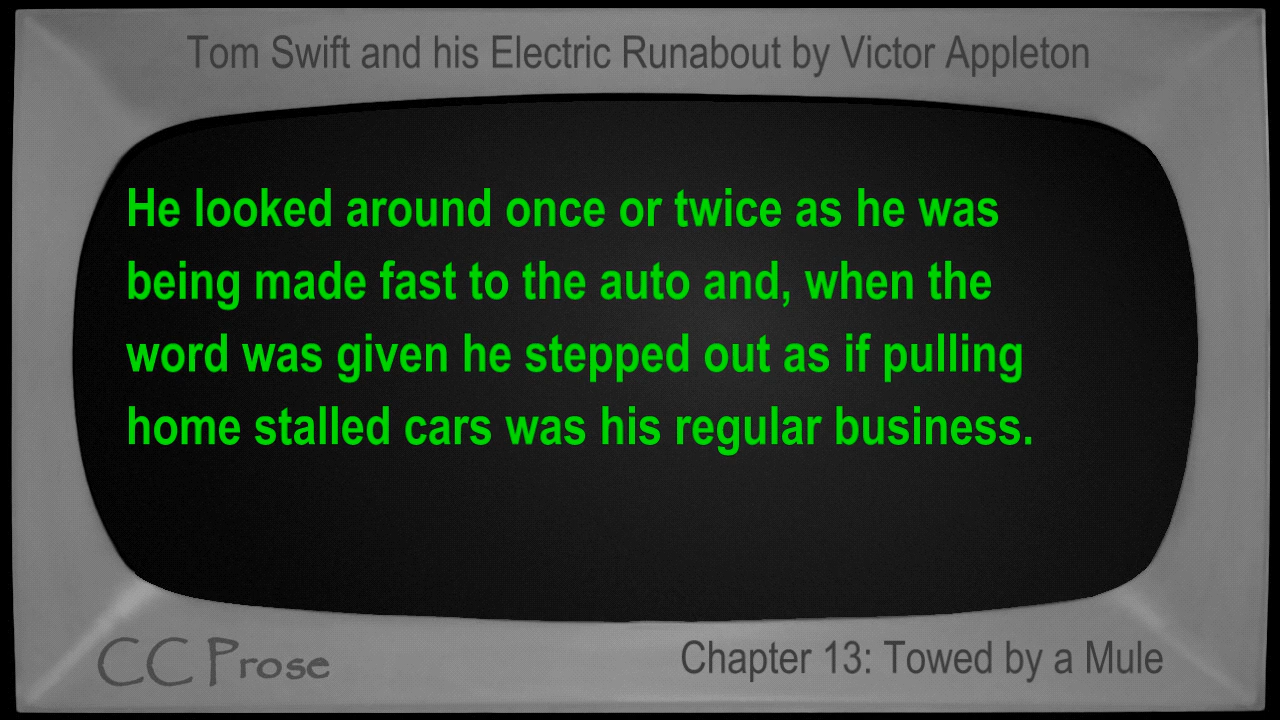 Tom Swift and his Electric Runabout by Victor Appleton
He looked around once or twice as he was
being made fast to the auto and, when the
word was given he stepped out as if pulling
home stalled cars was his regular business.
CC Prose
Chapter 13: Towed by a Mule